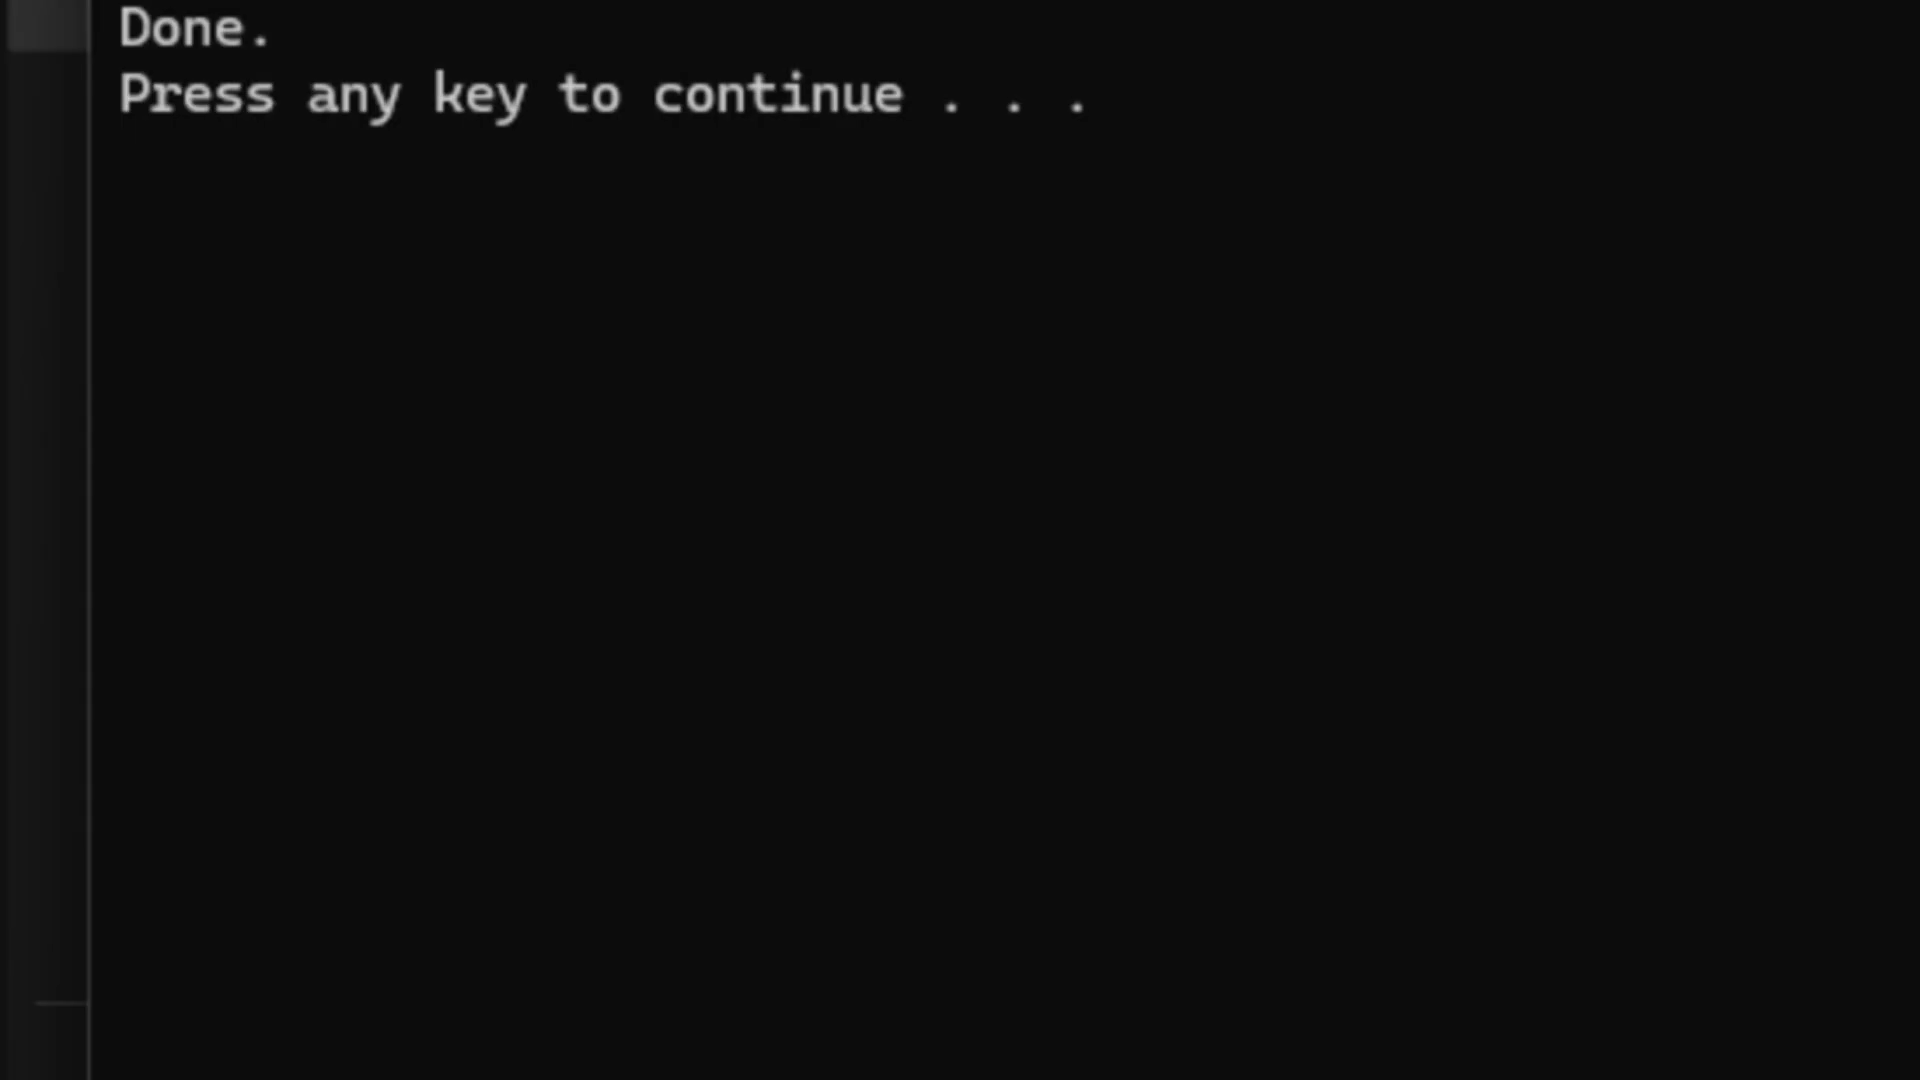 Done.
Press any key to continue . . .